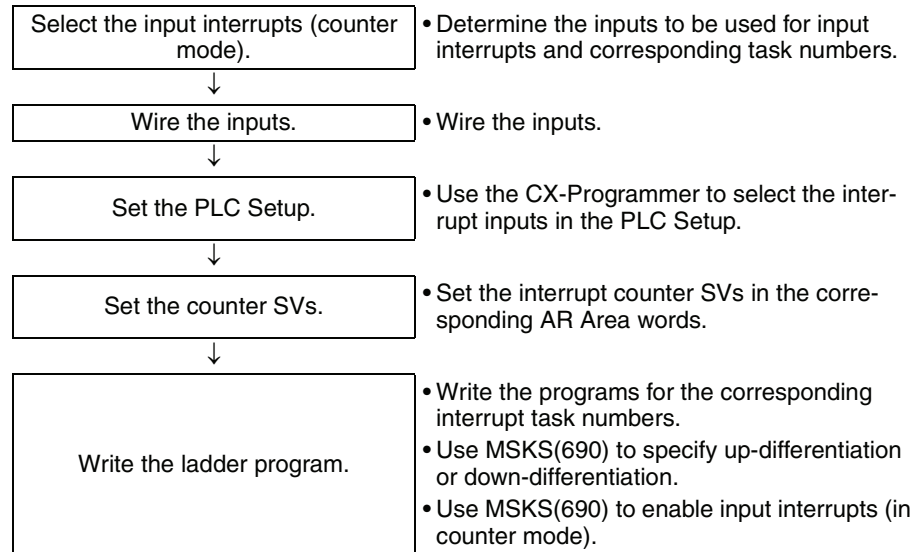 Select the input interrupts (counter
mode).
• Determine the inputs to be used for input
interrupts and corresponding task numbers.
↓
Wire the inputs.
• Wire the inputs.
↓
Set the PLC Setup.
• Use the CX-Programmer to select the inter-
rupt inputs in the PLC Setup.
↓
Set the counter SVs.
• Set the interrupt counter SVs in the corre-
sponding AR Area words.
↓
Write the ladder program.
• Write the programs for the corresponding
interrupt task numbers.
• Use MSKS(690) to specify up-differentiation
or down-differentiation.
• Use MSKS(690) to enable input interrupts (in
counter mode).